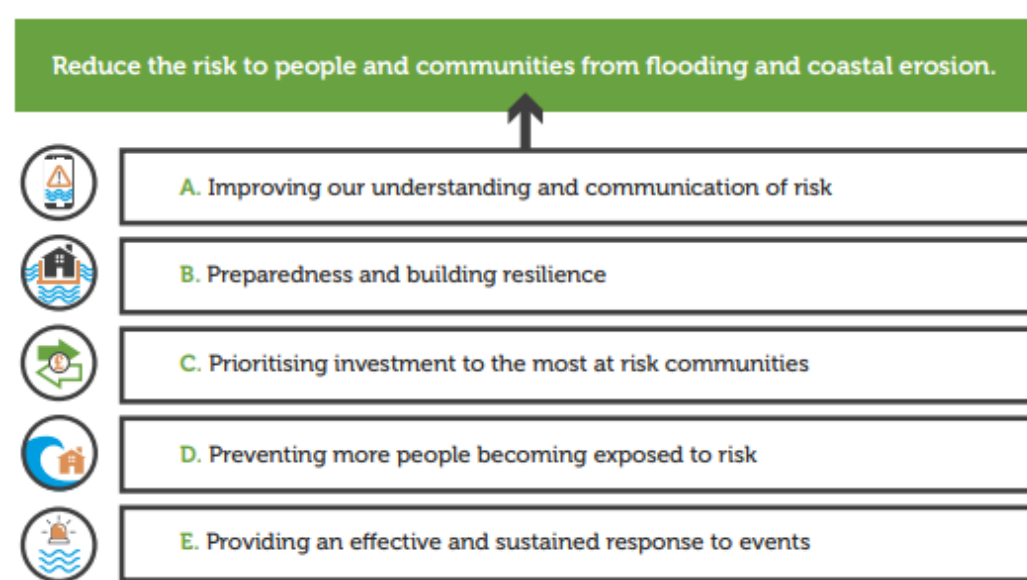 Reduce the risk to people and communities from flooding and coastal erosion.
A. Improving our understanding and communication of risk
B. Preparedness and building resilience
£
C. Prioritising investment to the most at risk communities
D. Preventing more people becoming exposed to risk
E. Providing an effective and sustained response to events